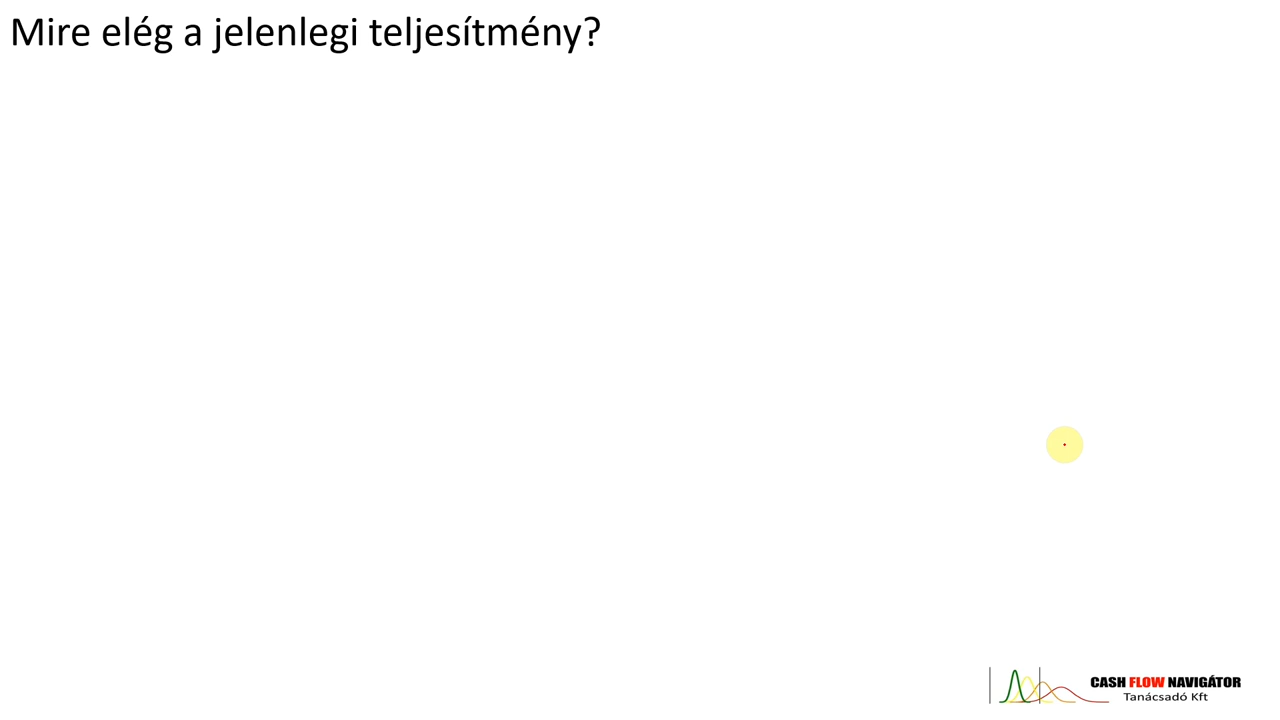 Mire elég a jelenlegi teljesítmény?
CASH FLOW NAVIGÁTOR
Tanácsadó Kft